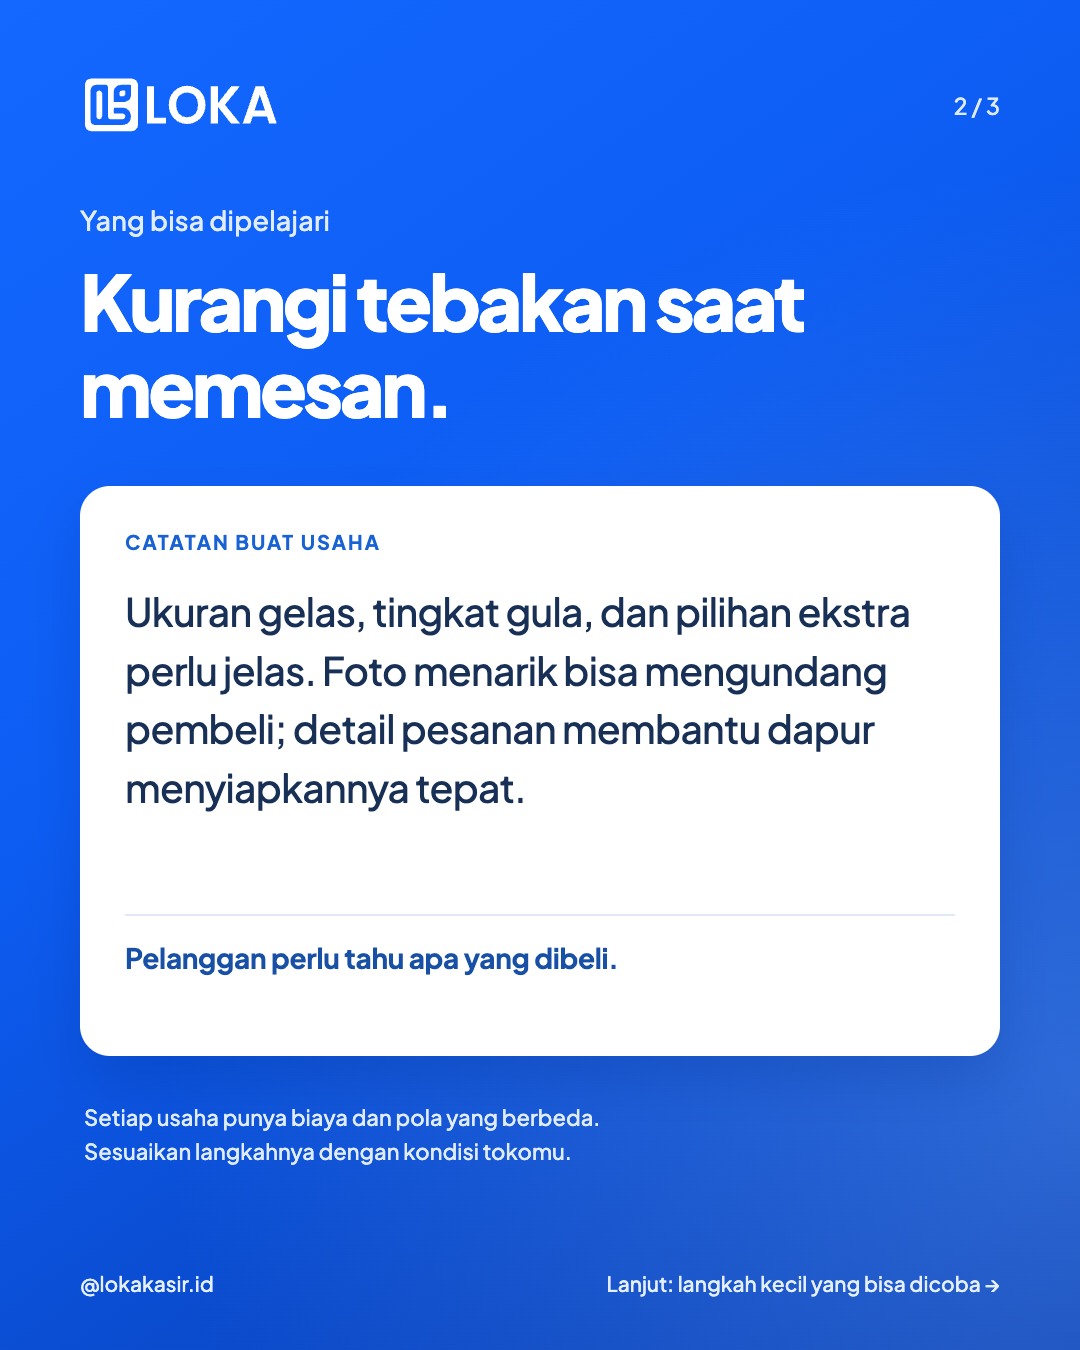 LOKA
2 / 3
Yang bisa dipelajari
Kurangi tebakan saat
memesan.
CATATAN BUAT USAHA
Ukuran gelas, tingkat gula, dan pilihan ekstra
perlu jelas. Foto menarik bisa mengundang
pembeli; detail pesanan membantu dapur
menyiapkannya tepat.
Pelanggan perlu tahu apa yang dibeli.
Setiap usaha punya biaya dan pola yang berbeda.
Sesuaikan langkahnya dengan kondisi tokomu.
@lokakasir.id
Lanjut: langkah kecil yang bisa dicoba →